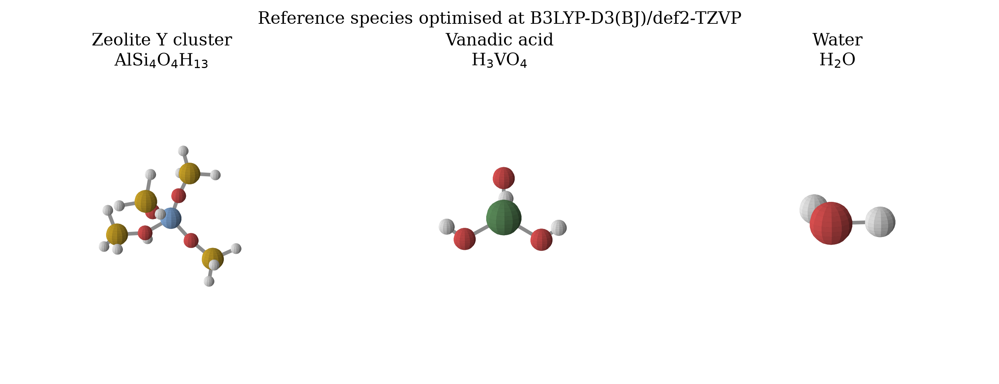 Reference species optimised at B3LYP-D3(BJ)/def2-TZVP
Zeolite Y cluster
AlSi₄O₄H₁₃
Vanadic acid
H₃VO₄
Water
H₂O